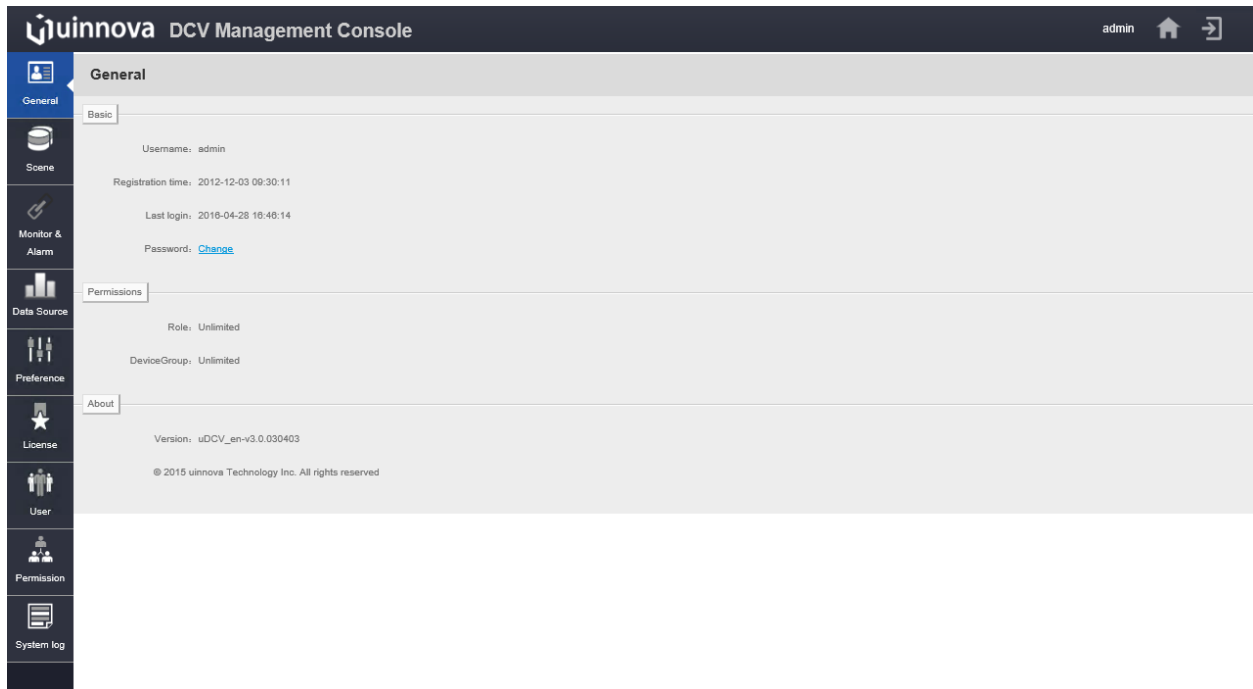 uinnova DCV Management Console
admin
General
General
Basic
Username: admin
Scene
Registration time: 2012-12-03 09:30:11
Last login: 2016-04-28 16:46:14
Monitor &
Alarm
Password: Change
Permissions
Data Source
Role: Unlimited
DeviceGroup: Unlimited
Preference
About
Version: uDCV_en-v3.0.030403
License
© 2015 uinnova Technology Inc. All rights reserved
User
Permission
System log